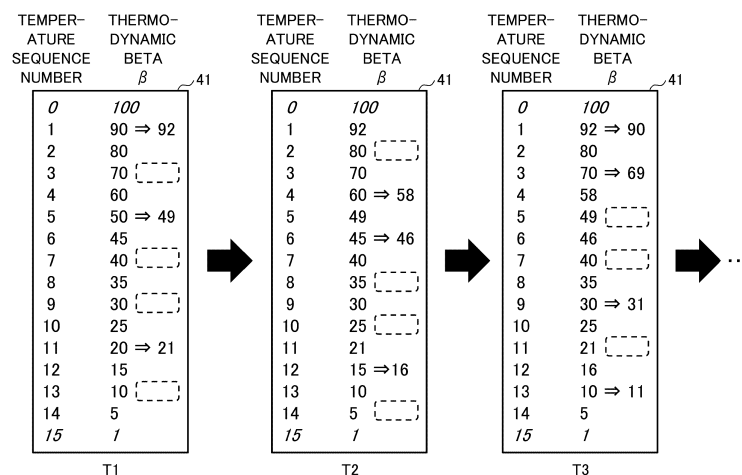 TEMPER- THERMO-
ATURE DYNAMIC
SEQUENCE BETA
NUMBER β 41
0 100
1 90 ⇒ 92
2 80
3 70
4 60
5 50 ⇒ 49
6 45
7 40
8 35
9 30
10 25
11 20 ⇒ 21
12 15
13 10
14 5
15 1
T1
TEMPER- THERMO-
ATURE DYNAMIC
SEQUENCE BETA
NUMBER β 41
0 100
1 92
2 80
3 70
4 60 ⇒ 58
5 49
6 45 ⇒ 46
7 40
8 35
9 30
10 25
11 21
12 15 ⇒16
13 10
14 5
15 1
T2
TEMPER- THERMO-
ATURE DYNAMIC
SEQUENCE BETA
NUMBER β 41
0 100
1 92 ⇒ 90
2 80
3 70 ⇒ 69
4 58
5 49
6 46
7 40
8 35
9 30 ⇒ 31
10 25
11 21
12 16
13 10 ⇒ 11
14 5
15 1
T3
..